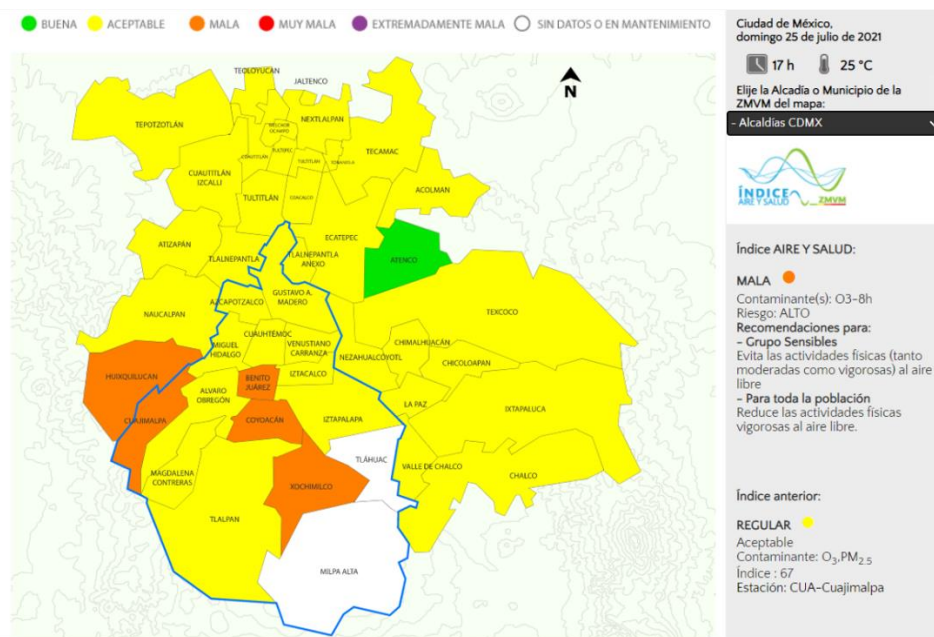 BUENA ACEPTABLE MALA MUY MALA EXTREMADAMENTE MALA SIN DATOS O EN MANTENIMIENTO
TEOLOYUCAN
JALTENCO
TEPOTZOTLÁN
NEXTLALPAN
MELCHOR
OCAMPO
TULTEPEC
CUAUTITLÁN
TULTITLÁN
TECAMAC
CUAUTITLÁN
IZCALLI
TULTITLÁN
COACALCO
ACOLMAN
ATIZAPÁN
ECATEPEC
TLALNEPANTLA
TLALNEPANTLA
ANEXO
ATENCO
NAUCALPAN
AZCAPOTZALCO
GUSTAVO A.
MADERO
TEXCOCO
MIGUEL
HIDALGO
CUAUHTÉMOC
VENUSTIANO
CARRANZA
NEZAHUALCÓYOTL
CHIMALHUACÁN
CHICOLOAPAN
HUIXQUILUCAN
BENITO
JUÁREZ
IZTACALCO
ALVARO
OBREGÓN
CUAJIMALPA
COYOACÁN
IZTAPALAPA
LA PAZ
IXTAPALUCA
MAGDALENA
CONTRERAS
TLÁHUAC
VALLE DE CHALCO
CHALCO
XOCHIMILCO
TLALPAN
MILPA ALTA
N
Ciudad de México,
domingo 25 de julio de 2021
17 h 25 °C
Elije la Alcadía o Municipio de la
ZMVM del mapa:
- Alcaldías CDMX
ÍNDICE
AIRE Y SALUD ZMVM
Índice AIRE Y SALUD:
MALA
Contaminante(s): O3-8h
Riesgo: ALTO
Recomendaciones para:
- Grupo Sensibles
Evita las actividades físicas (tanto
moderadas como vigorosas) al aire
libre
- Para toda la población
Reduce las actividades físicas
vigorosas al aire libre.
Índice anterior:
REGULAR
Aceptable
Contaminante: O₃,PM₂.₅
Índice : 67
Estación: CUA-Cuajimalpa